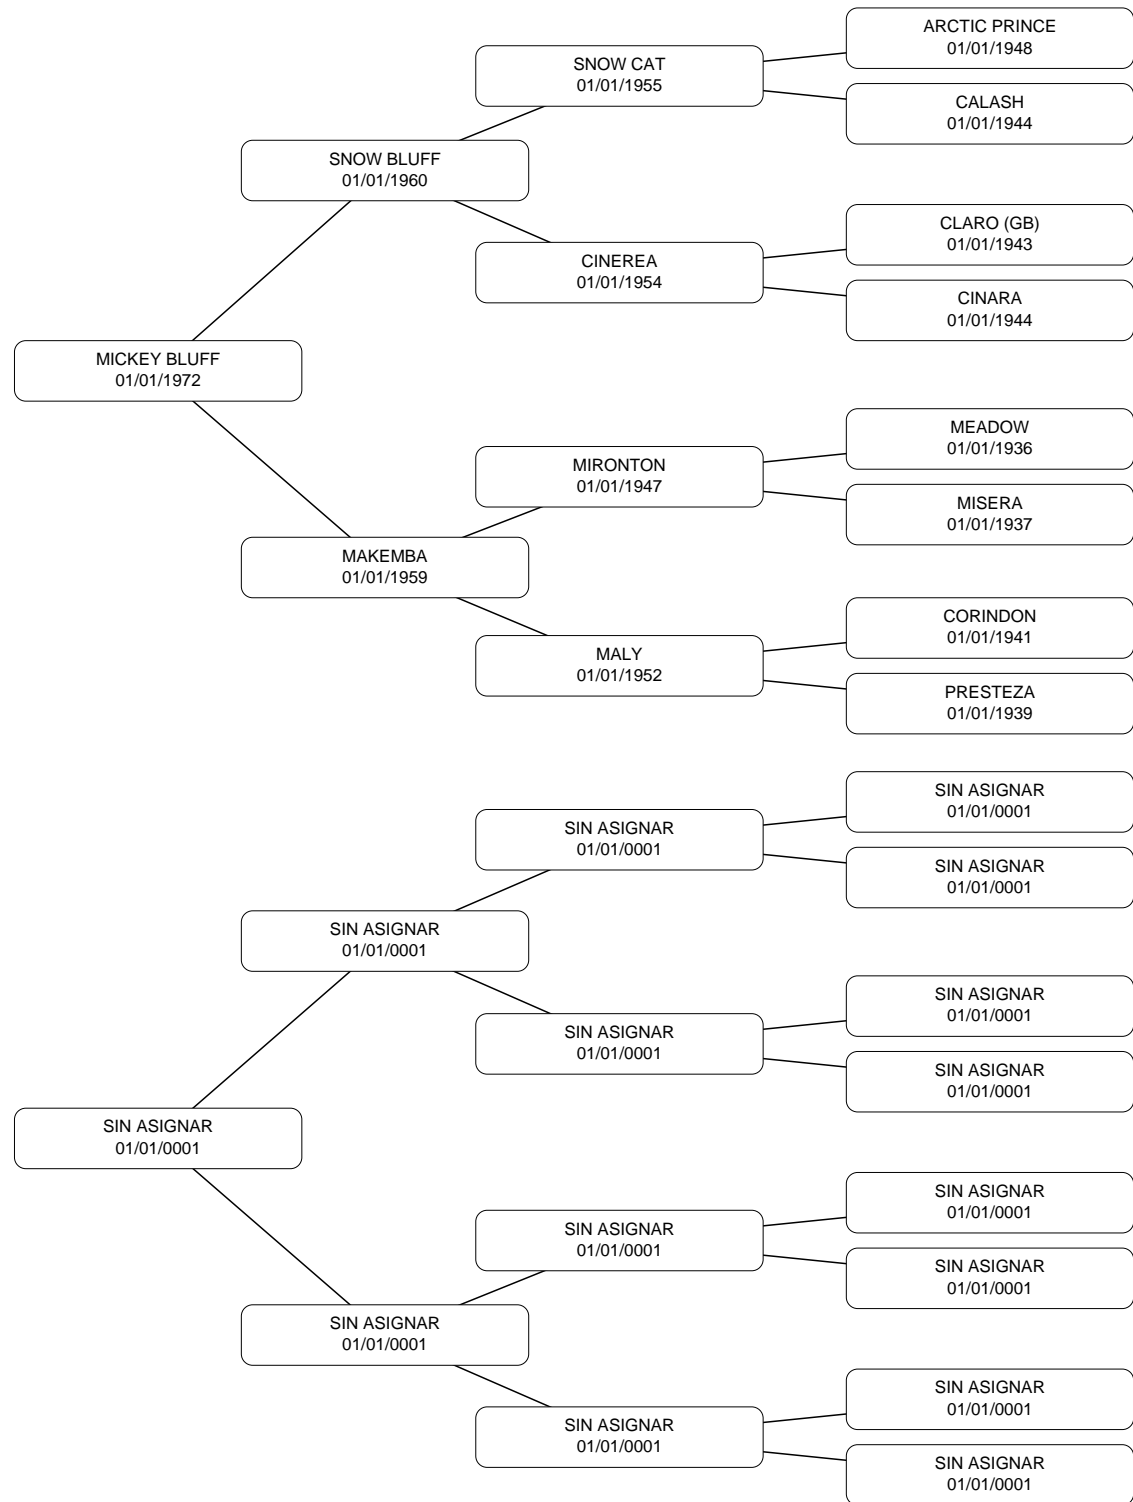 ARCTIC PRINCE
01/01/1948
SNOW CAT
01/01/1955
CALASH
01/01/1944
SNOW BLUFF
01/01/1960
CLARO (GB)
01/01/1943
CINEREA
01/01/1954
CINARA
01/01/1944
MICKEY BLUFF
01/01/1972
MEADOW
01/01/1936
MIRONTON
01/01/1947
MISERA
01/01/1937
MAKEMBA
01/01/1959
CORINDON
01/01/1941
MALY
01/01/1952
PRESTEZA
01/01/1939
SIN ASIGNAR
01/01/0001
SIN ASIGNAR
01/01/0001
SIN ASIGNAR
01/01/0001
SIN ASIGNAR
01/01/0001
SIN ASIGNAR
01/01/0001
SIN ASIGNAR
01/01/0001
SIN ASIGNAR
01/01/0001
SIN ASIGNAR
01/01/0001
SIN ASIGNAR
01/01/0001
SIN ASIGNAR
01/01/0001
SIN ASIGNAR
01/01/0001
SIN ASIGNAR
01/01/0001
SIN ASIGNAR
01/01/0001
SIN ASIGNAR
01/01/0001
SIN ASIGNAR
01/01/0001